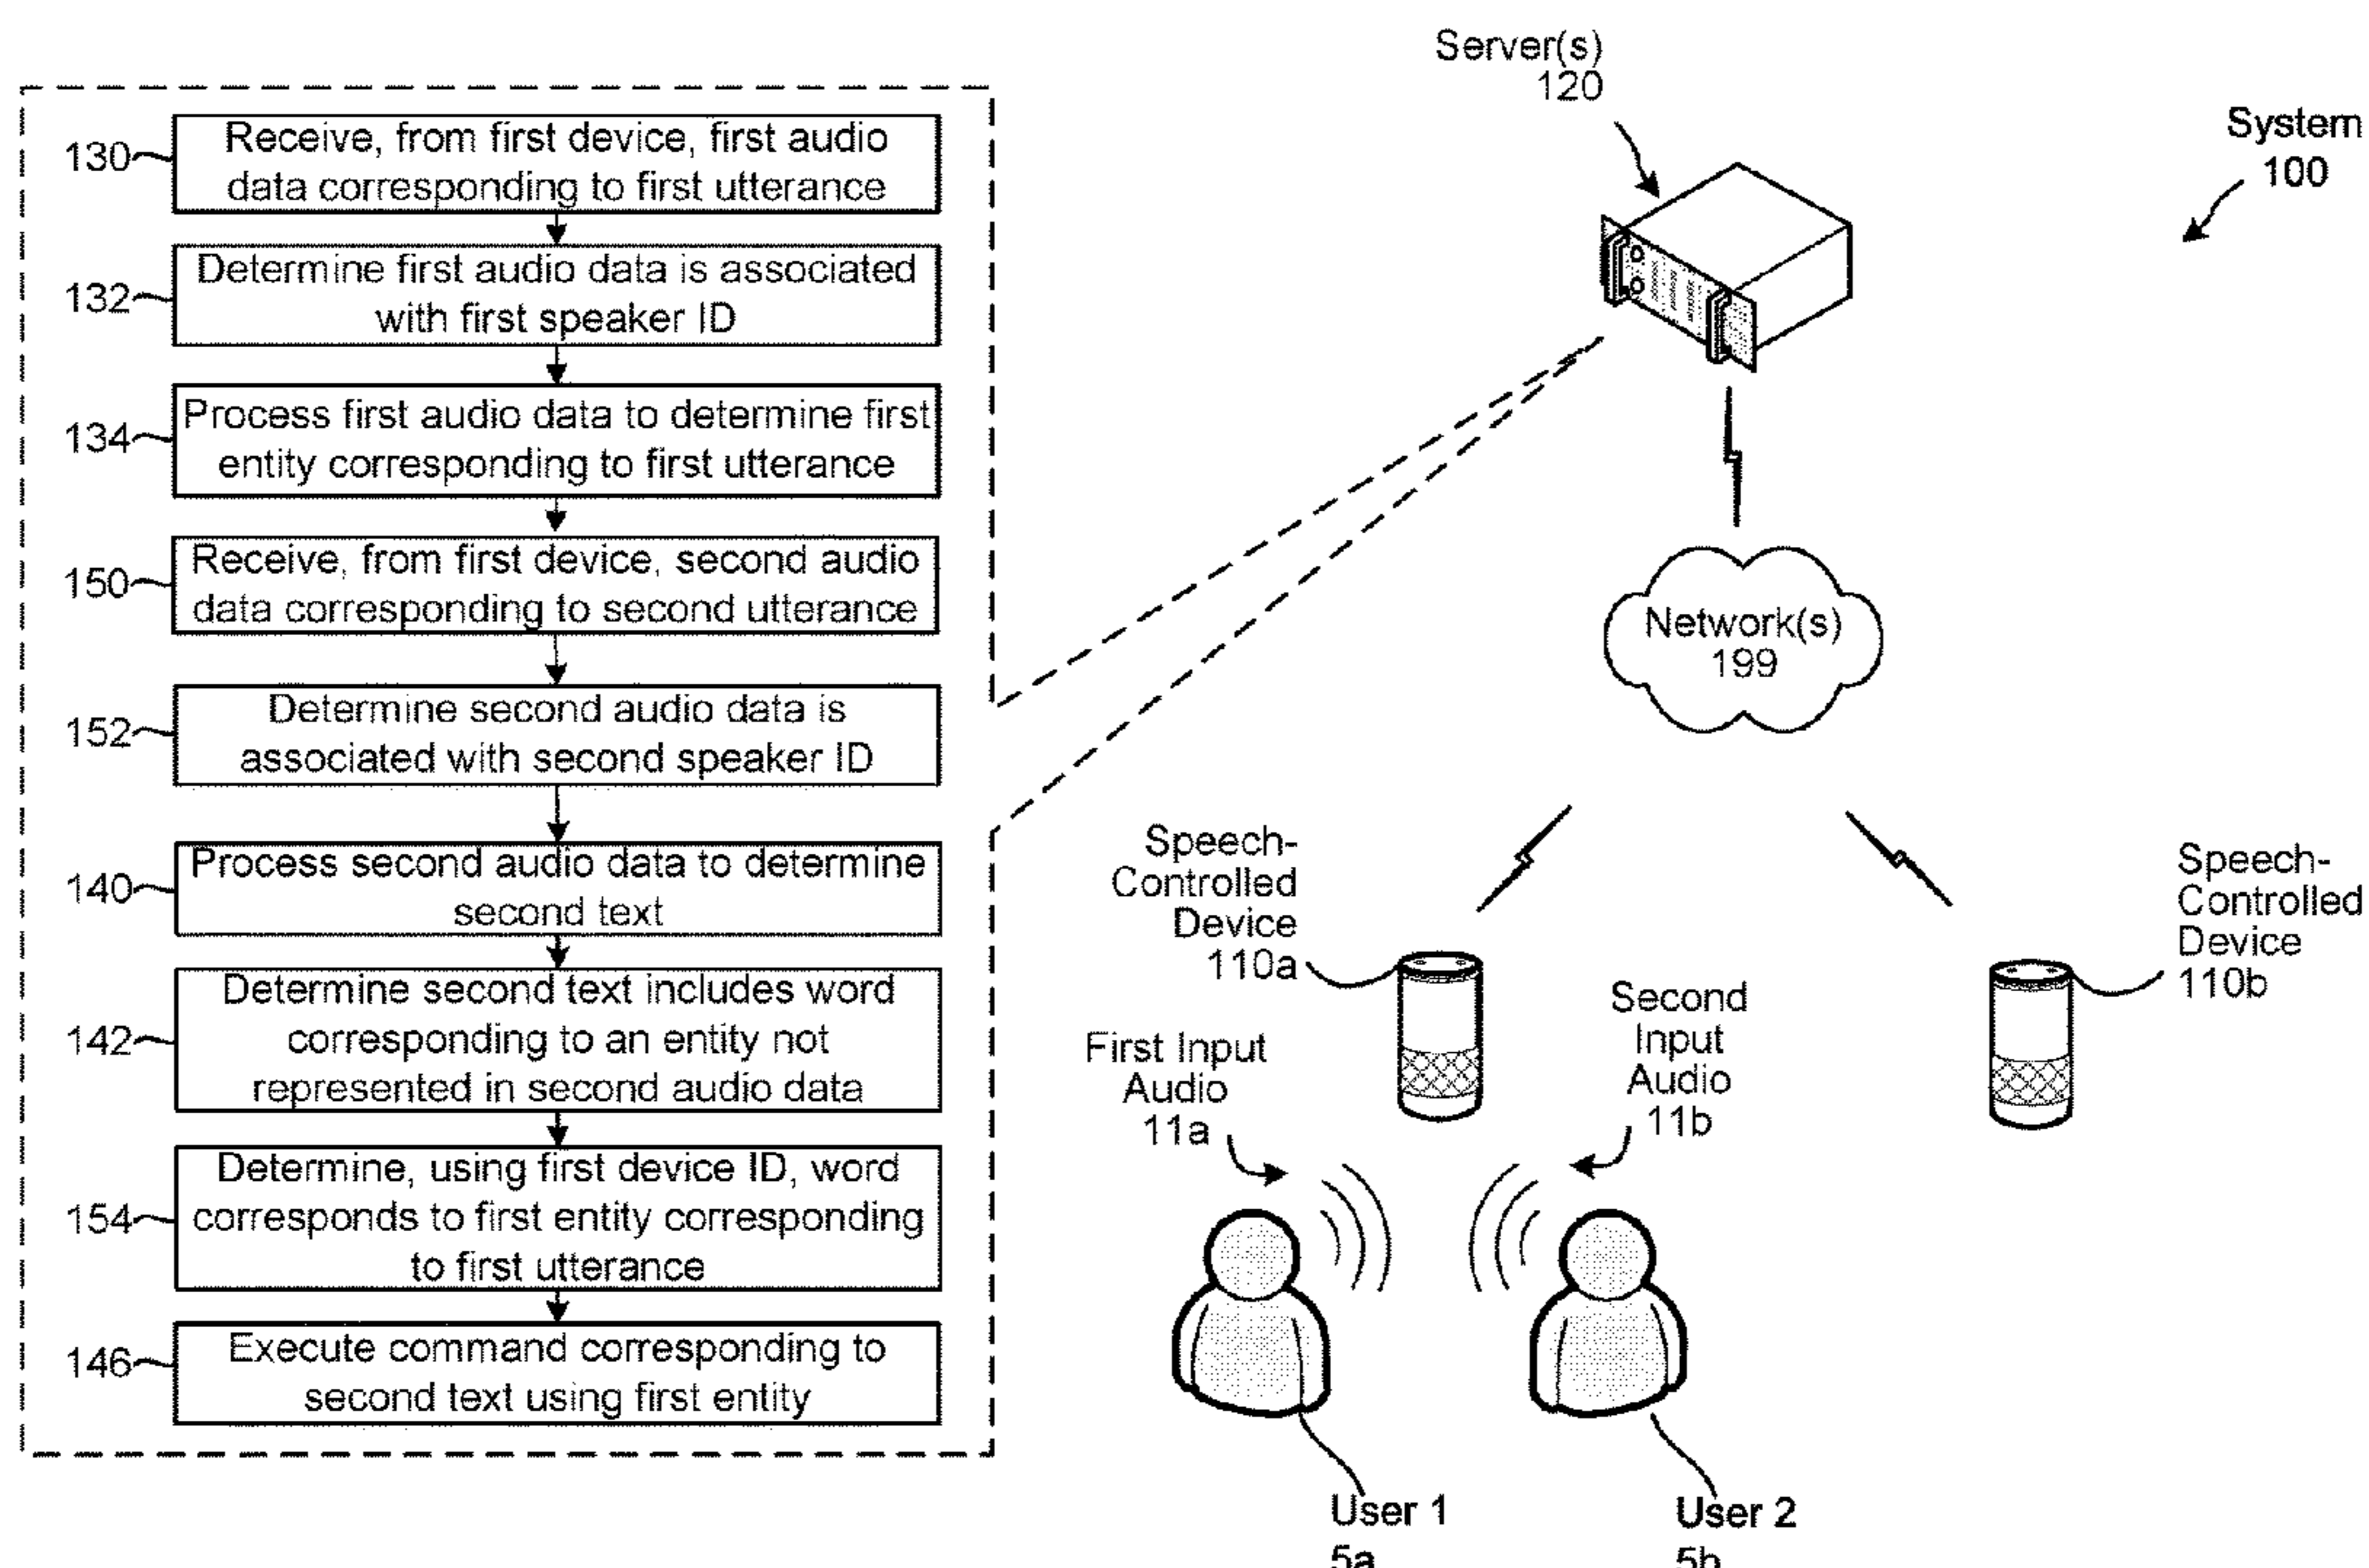 130
Receive, from first device, first audio
data corresponding to first utterance
132
Determine first audio data is associated
with first speaker ID
134
Process first audio data to determine first
entity corresponding to first utterance
150
Receive, from first device, second audio
data corresponding to second utterance
152
Determine second audio data is
associated with second speaker ID
140
Process second audio data to determine
second text
142
Determine second text includes word
corresponding to an entity not
represented in second audio data
154
Determine, using first device ID, word
corresponds to first entity corresponding
to first utterance
146
Execute command corresponding to
second text using first entity
Server(s)
120
System
100
Network(s)
199
Speech-
Controlled
Device
110a
Speech-
Controlled
Device
110b
First Input
Audio
11a
Second
Input
Audio
11b
User 1
5a
User 2
5b